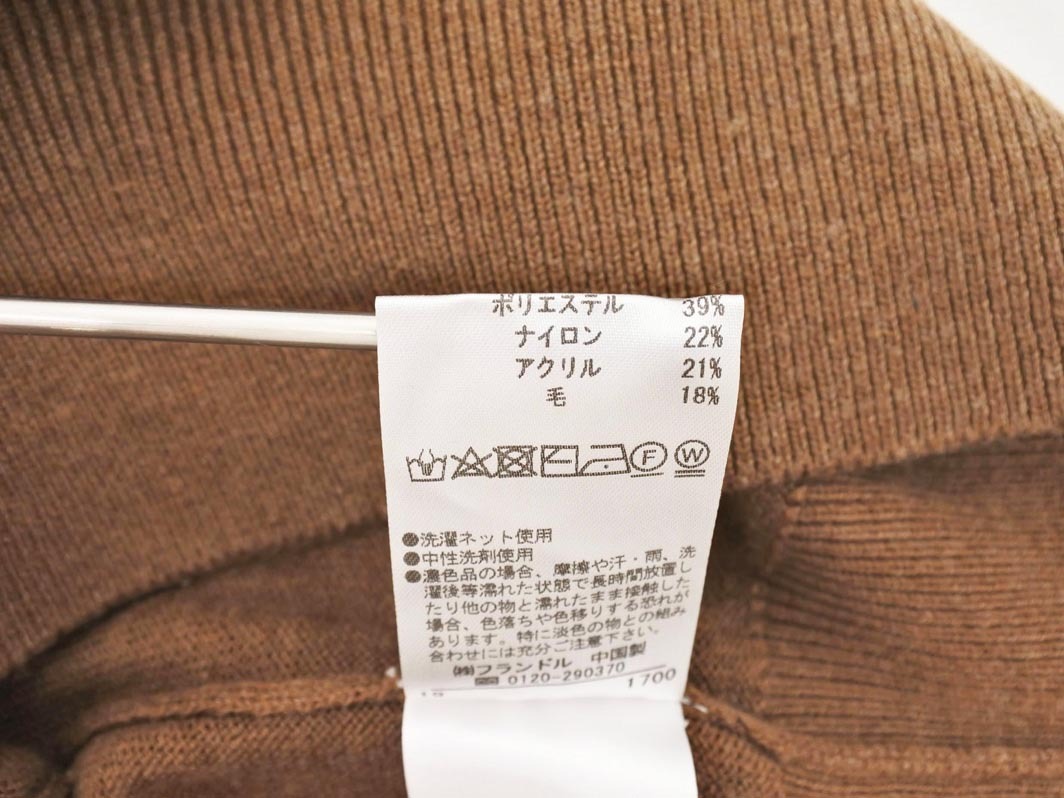 ポリエステル 39%
ナイロン 22%
アクリル 21%
毛 18%
F W
●洗濯ネット使用
●中性洗剤使用
●濃色品の場合、摩擦や汗・雨、洗
濯後等濡れた状態で長時間放置し
たり他の物と濡れたまま接触した
場合、色落ちや色移りする恐れが
あります。特に淡色の物との組み
合わせには充分ご注意下さい。
㈱フランドル 中国製
0120-290370
1700